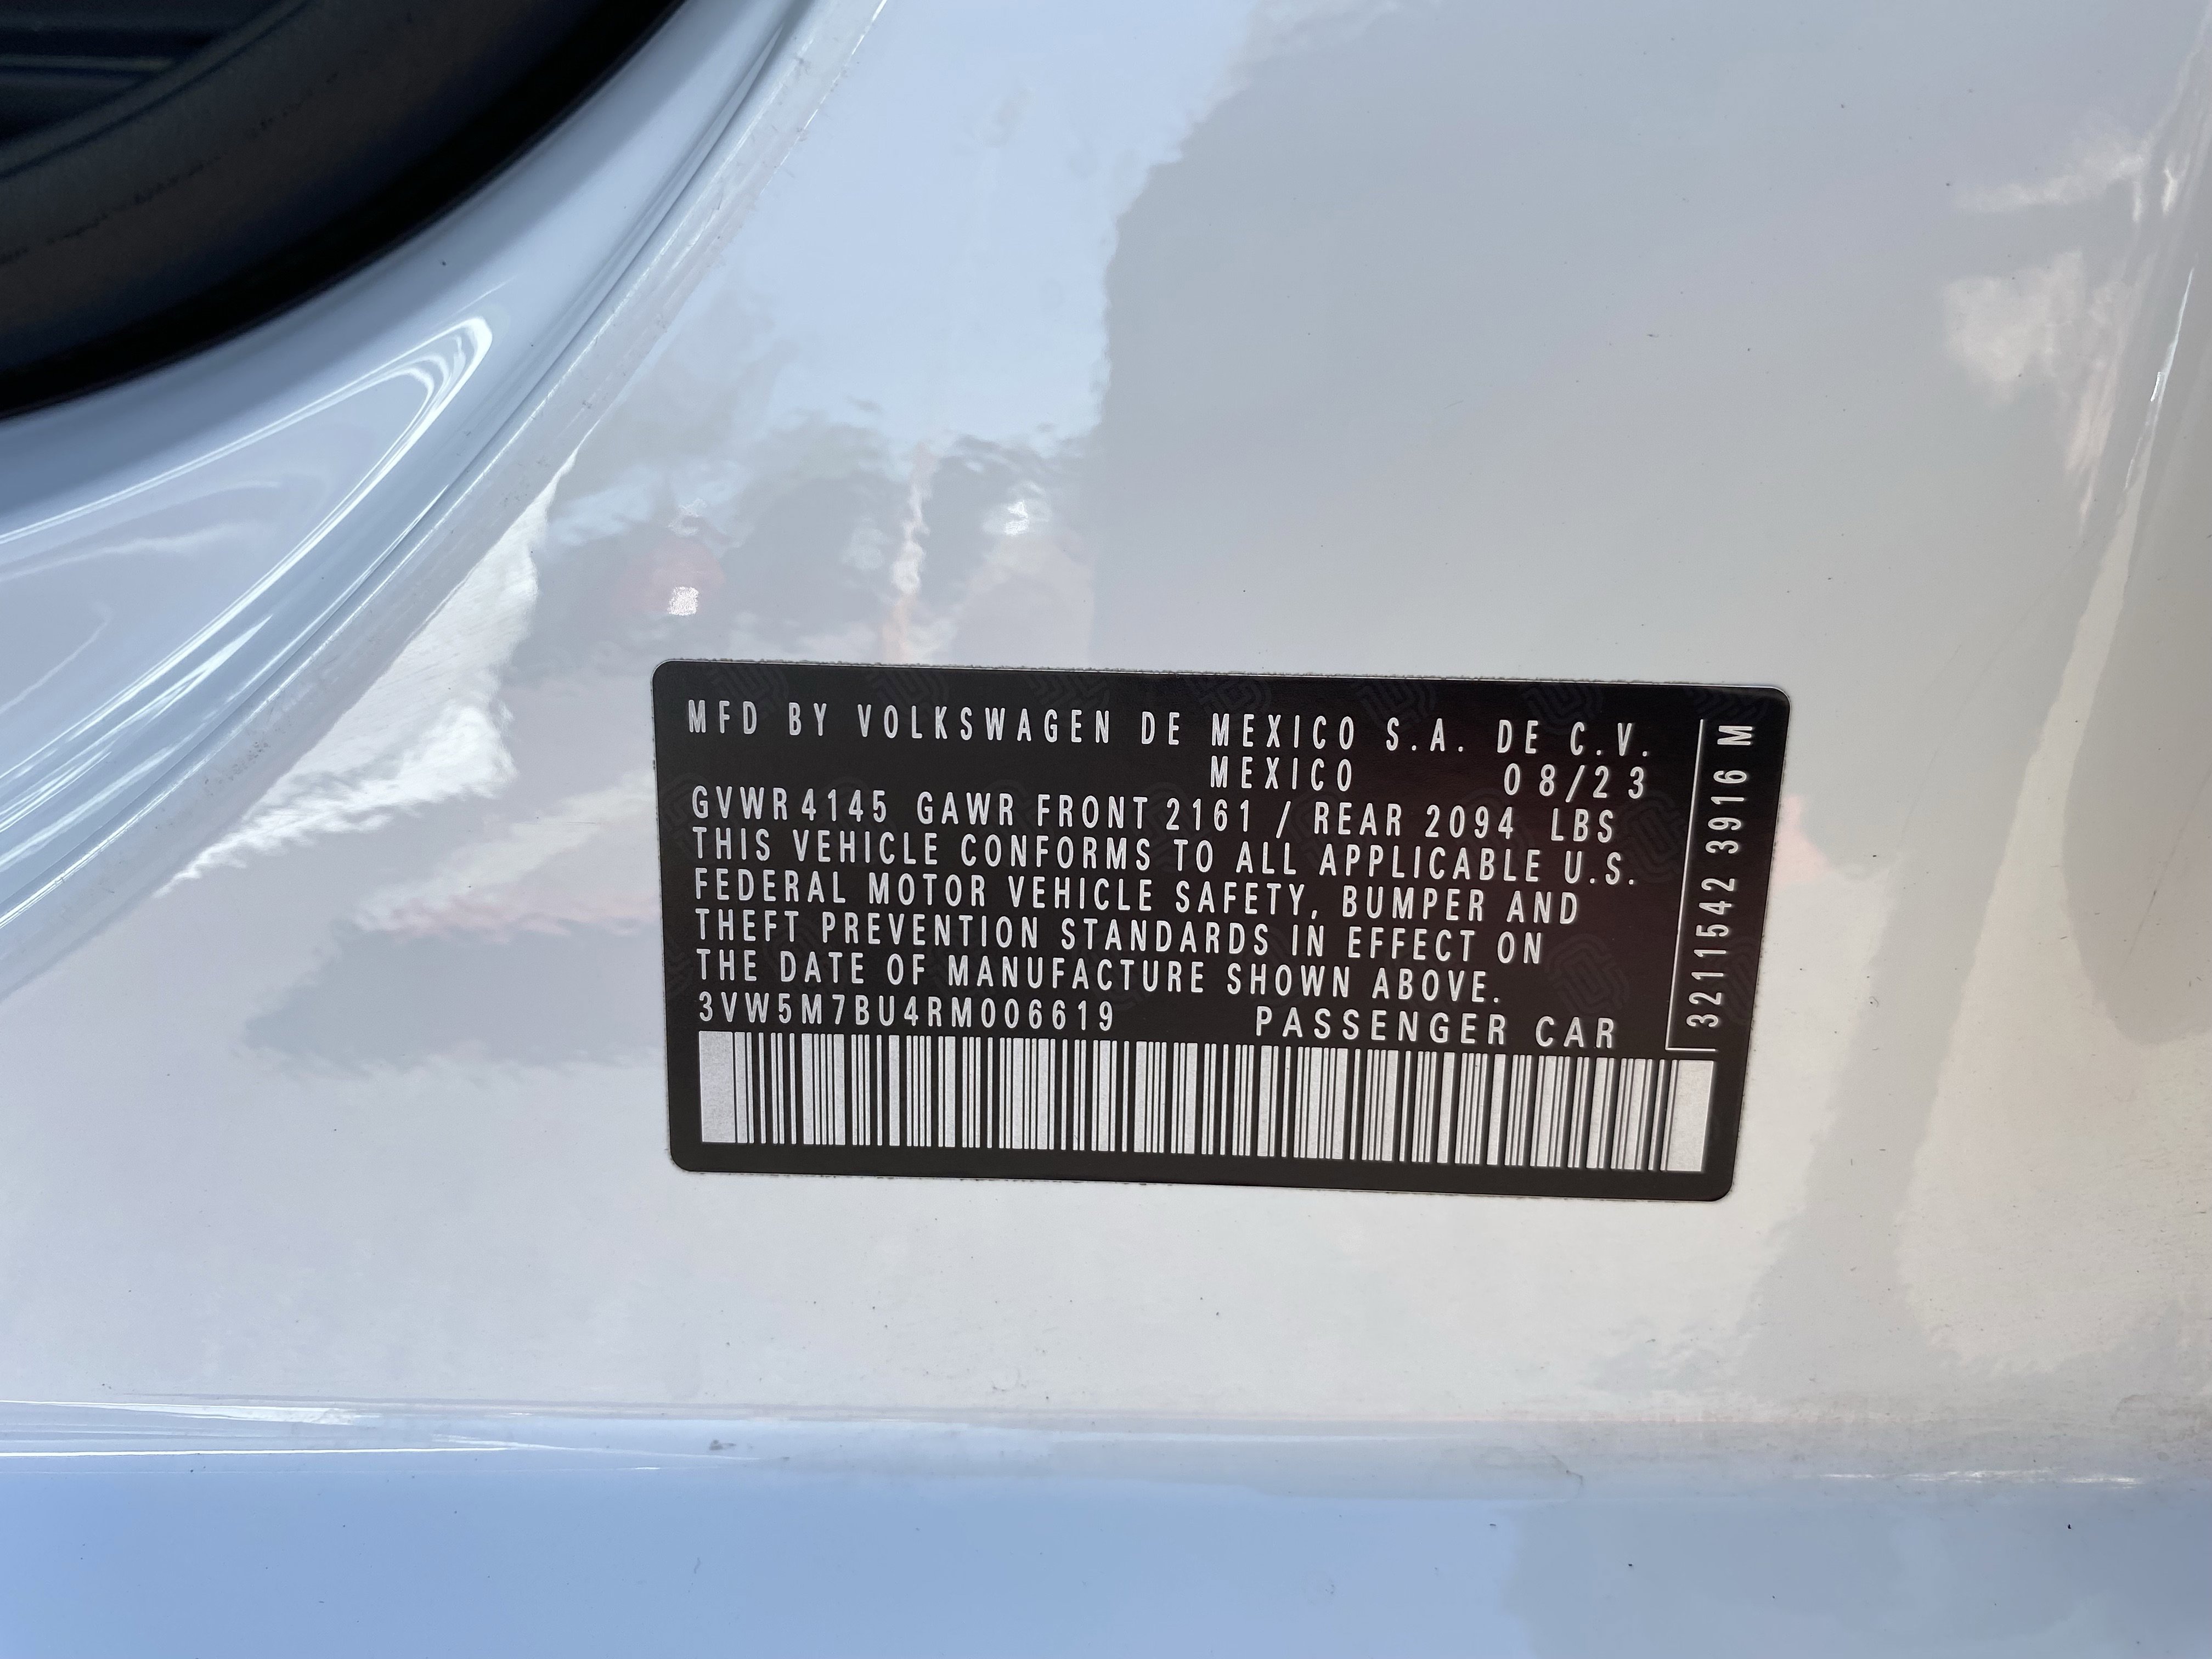 MFD BY VOLKSWAGEN DE MEXICO S.A. DE C.V.
MEXICO 08/23
GVWR 4145 GAWR FRONT 2161 / REAR 2094 LBS
THIS VEHICLE CONFORMS TO ALL APPLICABLE U.S.
FEDERAL MOTOR VEHICLE SAFETY, BUMPER AND
THEFT PREVENTION STANDARDS IN EFFECT ON
THE DATE OF MANUFACTURE SHOWN ABOVE.
3VW5M7BU4RM006619 PASSENGER CAR
3211542 3916 M